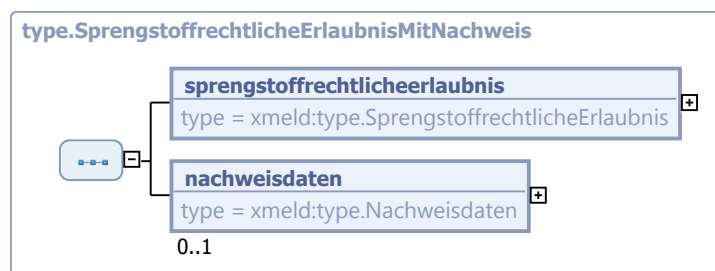 type.SprengstoffrechtlicheErlaubnisMitNachweis
sprengstoffrechtlicheerlaubnis
type = xmeld:type.SprengstoffrechtlicheErlaubnis
nachweisdaten
type = xmeld:type.Nachweisdaten
0..1